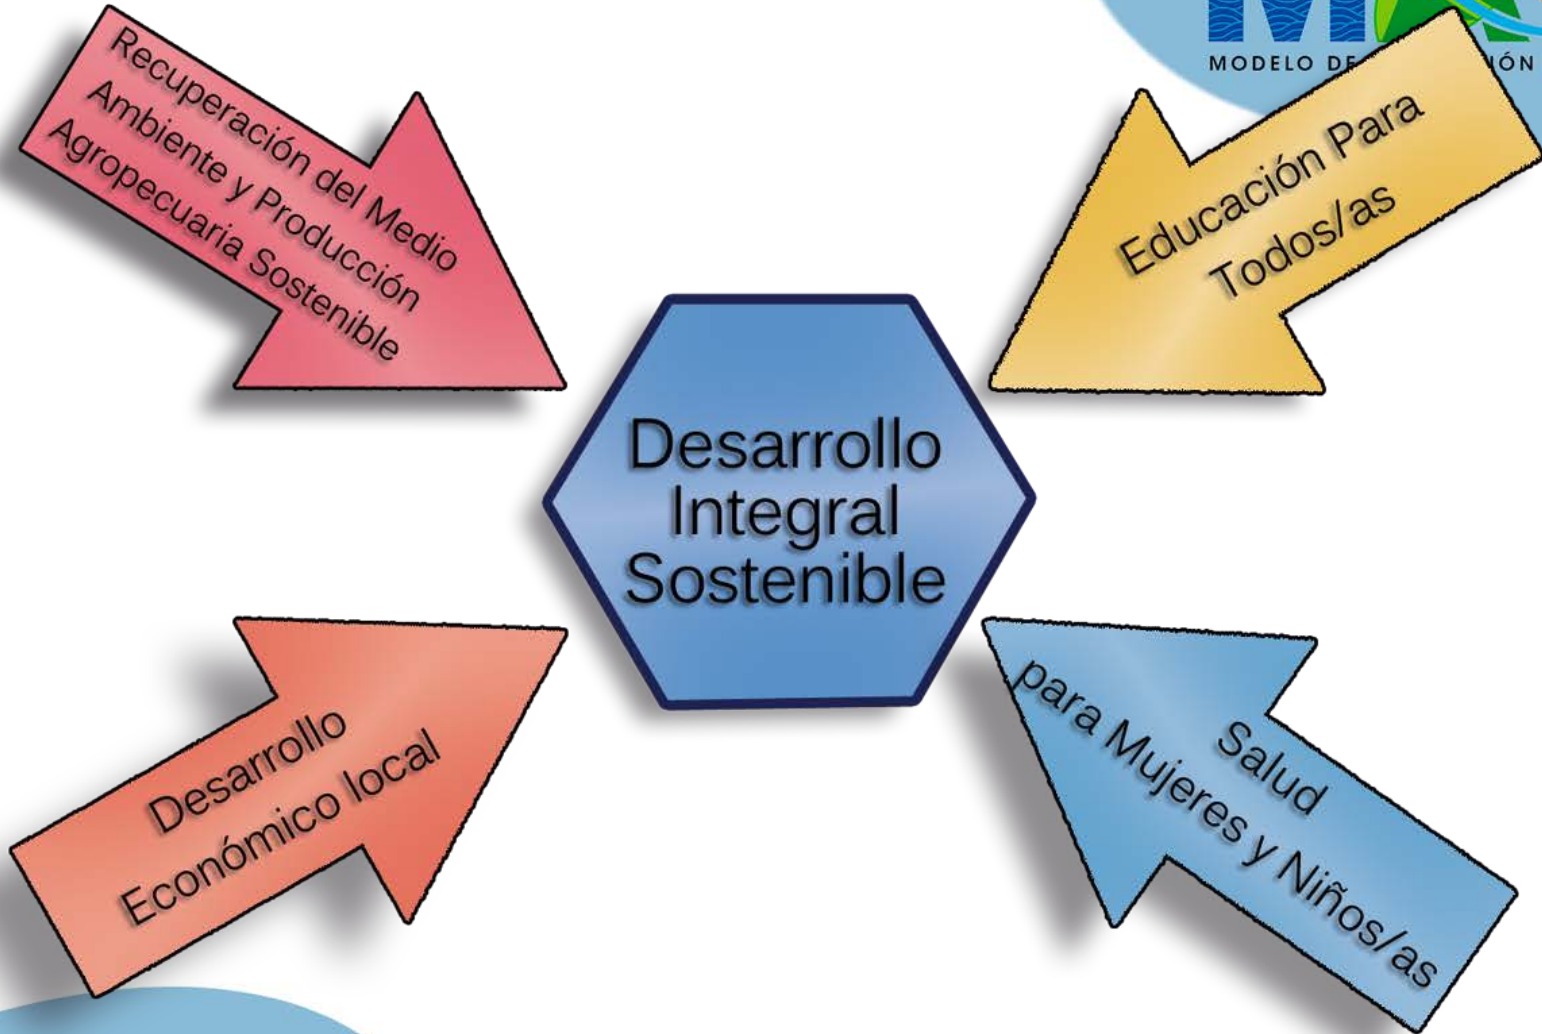 MODELO DE
IÓN
Recuperación del Medio
Ambiente y Producción
Agropecuaria Sostenible
Educación Para
Todos/as
Desarrollo
Integral
Sostenible
Desarrollo
Económico local
Salud
para Mujeres y Niños/as